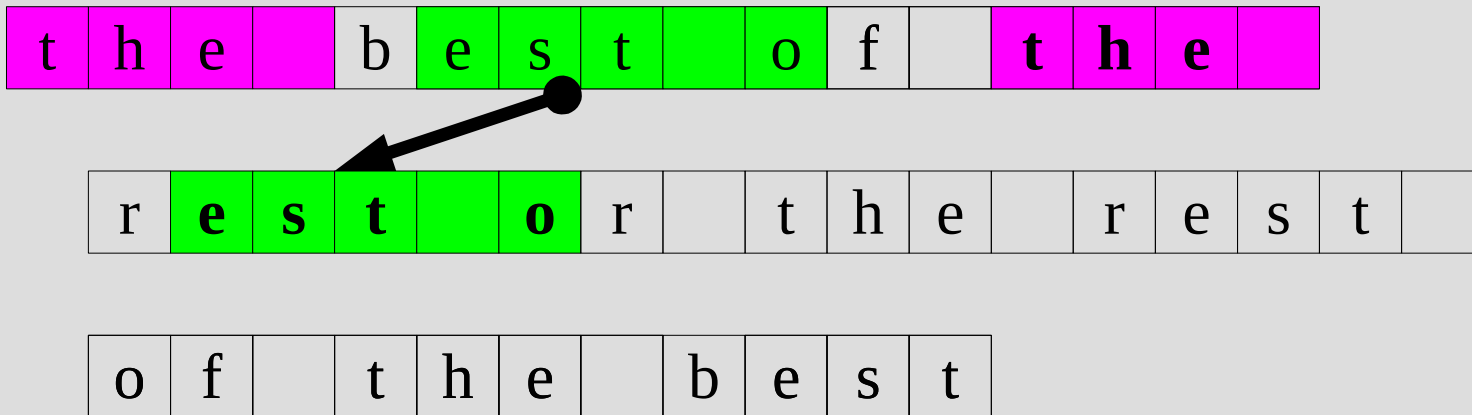 the best of the
rest or the rest
of the best